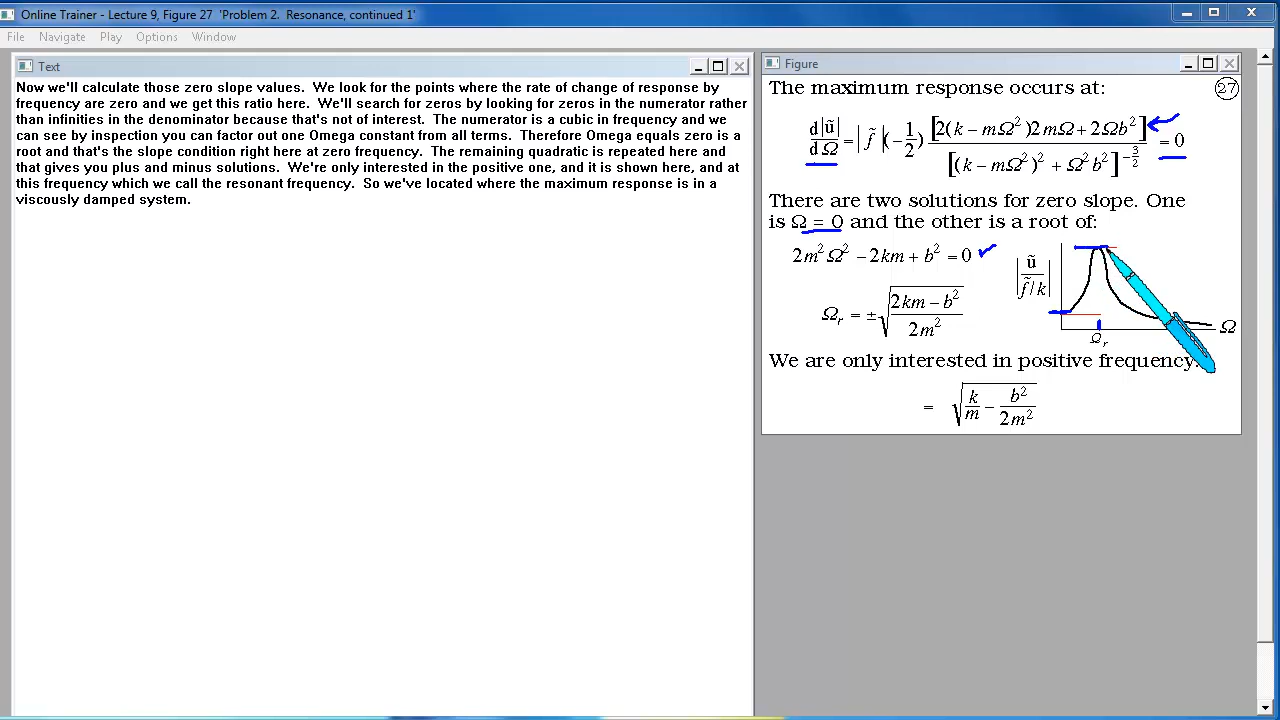 Online Trainer - Lecture 9, Figure 27 'Problem 2. Resonance, continued 1'
File Navigate Play Options Window
Text
Now we'll calculate those zero slope values. We look for the points where the rate of change of response by
frequency are zero and we get this ratio here. We'll search for zeros by looking for zeros in the numerator rather
than infinities in the denominator because that's not of interest. The numerator is a cubic in frequency and we
can see by inspection you can factor out one Omega constant from all terms. Therefore Omega equals zero is a
root and that's the slope condition right here at zero frequency. The remaining quadratic is repeated here and
that gives you plus and minus solutions. We're only interested in the positive one, and it is shown here, and at
this frequency which we call the resonant frequency. So we've located where the maximum response is in a
viscously damped system.
Figure
The maximum response occurs at:
27
d|ũ|/dΩ = |f̃|(−1/2) [2(k − mΩ²)2mΩ + 2Ωb²] / [(k − mΩ²)² + Ω²b²]^(−3/2) = 0
There are two solutions for zero slope. One
is Ω = 0 and the other is a root of:
2m²Ω² − 2km + b² = 0
|ũ / f̃/k|
Ωr = ±√((2km − b²)/(2m²))
Ω
Ωr
We are only interested in positive frequency.
= √(k/m − b²/2m²)